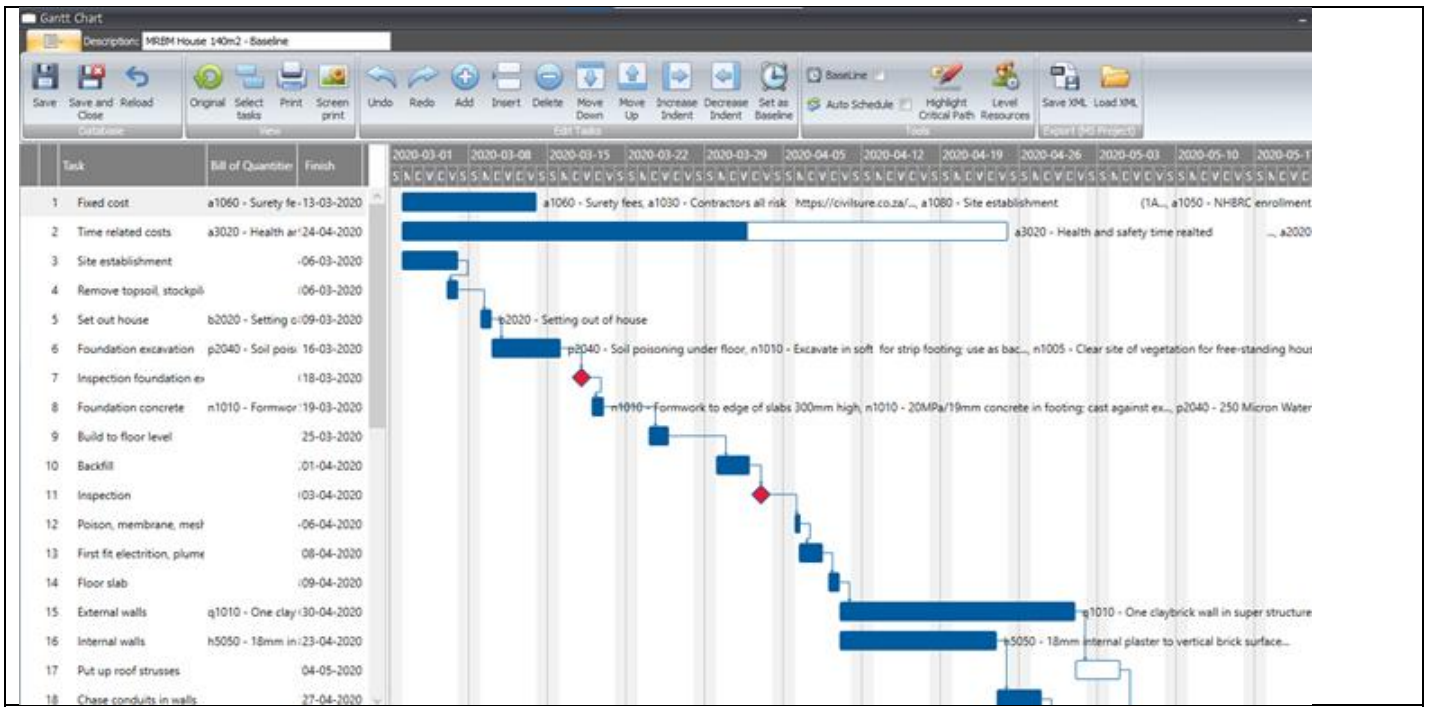 Gantt Chart
Description: MRBM House 140m2 - Baseline
Save Save and Close Reload Original Select tasks Print Screen print Undo Redo Add Insert Delete Move Down Move Up Increase Indent Decrease Indent Set as Baseline BaseLine Auto Schedule Highlight Critical Path Level Resources Save XML Load XML
Database View Edit Tasks Tools Export (MS Project)
Task Bill of Quantities Finish 2020-03-01 2020-03-08 2020-03-15 2020-03-22 2020-03-29 2020-04-05 2020-04-12 2020-04-19 2020-04-26 2020-05-03 2020-05-10 2020-05-1
1 Fixed cost a1060 - Surety fe 13-03-2020 a1060 - Surety fees, a1030 - Contractors all risk https://civilsure.co.za/..., a1080 - Site establishment (1A..., a1050 - NHBRC enrollment
2 Time related costs a3020 - Health ar 24-04-2020 a3020 - Health and safety time realted ..., a2020
3 Site establishment 06-03-2020
4 Remove topsoil, stockpil 06-03-2020
5 Set out house b2020 - Setting o 09-03-2020 b2020 - Setting out of house
6 Foundation excavation p2040 - Soil pois 16-03-2020 p2040 - Soil poisoning under floor, n1010 - Excavate in soft for strip footing; use as bac..., n1005 - Clear site of vegetation for free-standing hous
7 Inspection foundation ex 18-03-2020
8 Foundation concrete n1010 - Formwor 19-03-2020 n1010 - Formwork to edge of slabs 300mm high, n1010 - 20MPa/19mm concrete in footing; cast against ex..., p2040 - 250 Micron Water
9 Build to floor level 25-03-2020
10 Backfill 01-04-2020
11 Inspection 03-04-2020
12 Poison, membrane, mesh 06-04-2020
13 First fit electrition, plume 08-04-2020
14 Floor slab 09-04-2020
15 External walls q1010 - One clay 30-04-2020 q1010 - One claybrick wall in super structure
16 Internal walls h5050 - 18mm in 23-04-2020 h5050 - 18mm internal plaster to vertical brick surface...
17 Put up roof strusses 04-05-2020
18 Chase conduits in walls 27-04-2020